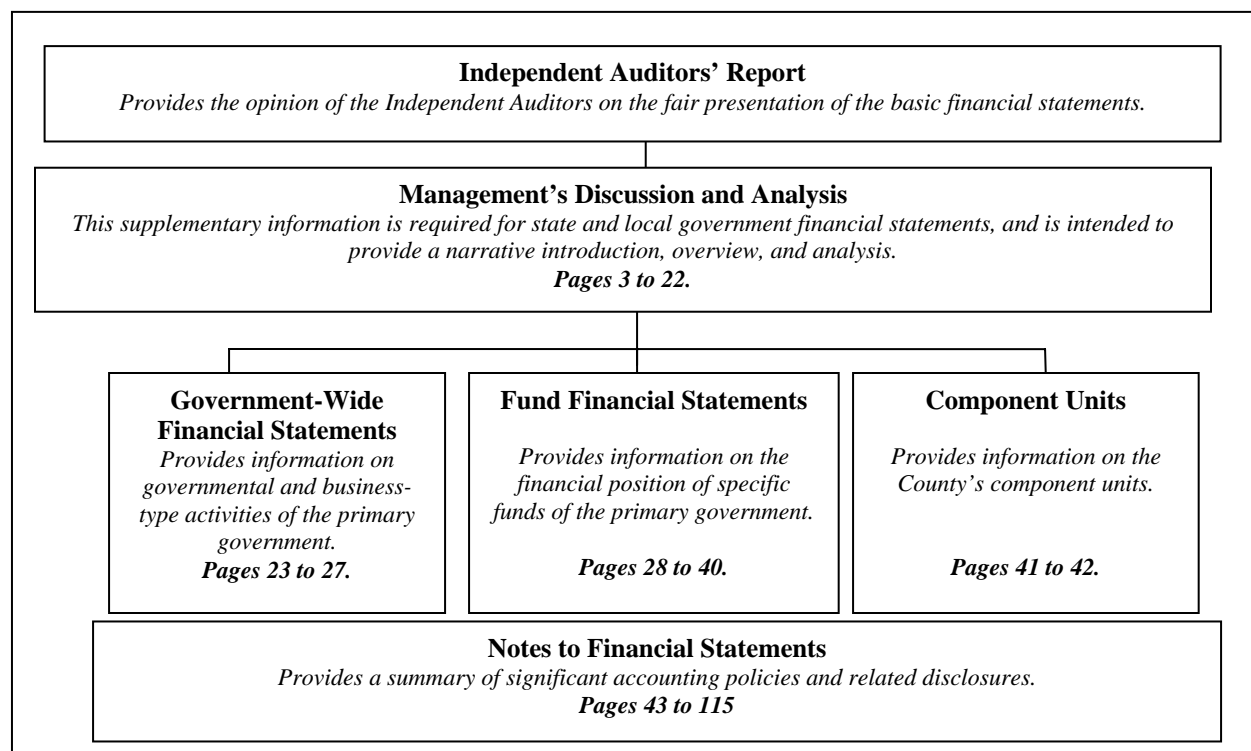 Independent Auditors’ Report
Provides the opinion of the Independent Auditors on the fair presentation of the basic financial statements.
Management’s Discussion and Analysis
This supplementary information is required for state and local government financial statements, and is intended to
provide a narrative introduction, overview, and analysis.
Pages 3 to 22.
Government-Wide
Financial Statements
Provides information on
governmental and business-
type activities of the primary
government.
Pages 23 to 27.
Fund Financial Statements
Provides information on the
financial position of specific
funds of the primary government.
Pages 28 to 40.
Component Units
Provides information on the
County’s component units.
Pages 41 to 42.
Notes to Financial Statements
Provides a summary of significant accounting policies and related disclosures.
Pages 43 to 115